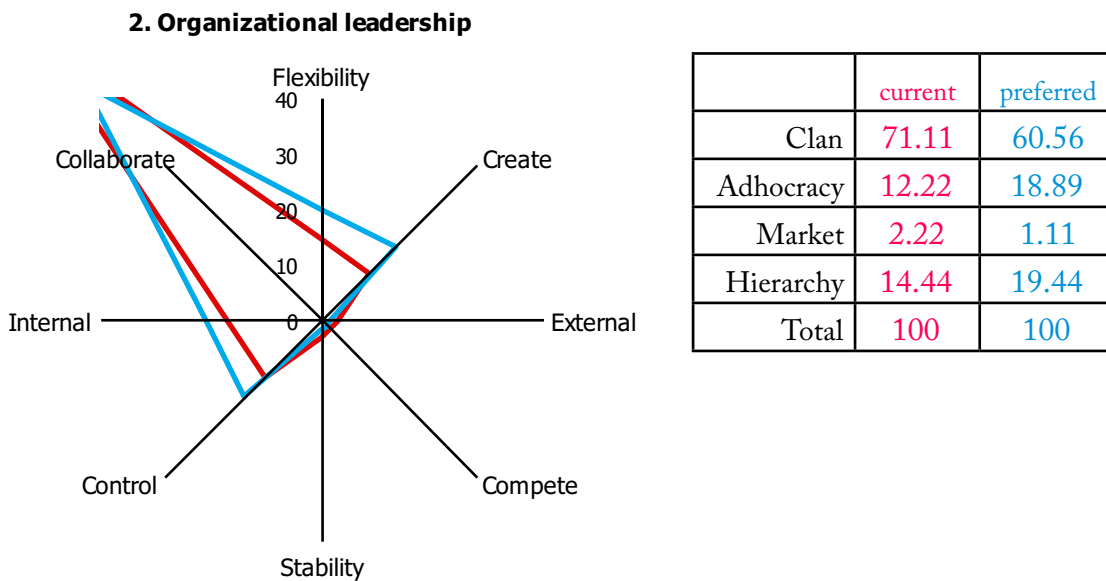 2. Organizational leadership
Flexibility
40
30
20
10
0
Collaborate
Create
Internal
External
Control
Compete
Stability
current preferred
Clan 71.11 60.56
Adhocracy 12.22 18.89
Market 2.22 1.11
Hierarchy 14.44 19.44
Total 100 100